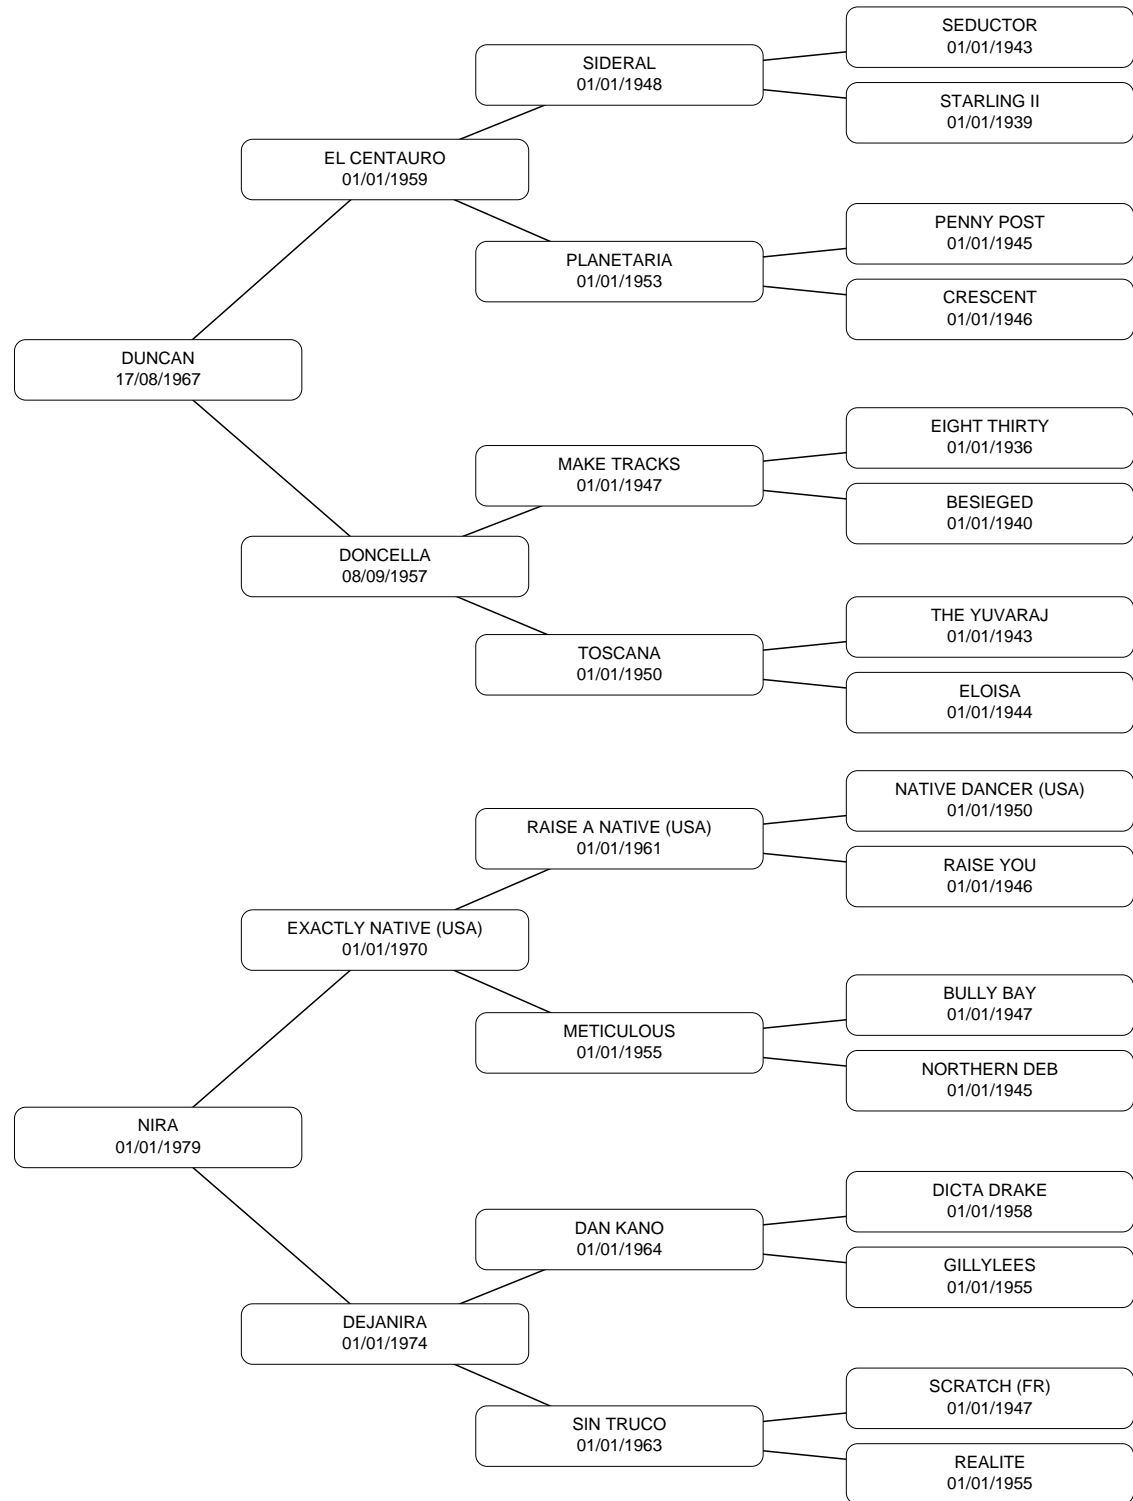 SEDUCTOR
01/01/1943
SIDERAL
01/01/1948
STARLING II
01/01/1939
EL CENTAURO
01/01/1959
PENNY POST
01/01/1945
PLANETARIA
01/01/1953
CRESCENT
01/01/1946
DUNCAN
17/08/1967
EIGHT THIRTY
01/01/1936
MAKE TRACKS
01/01/1947
BESIEGED
01/01/1940
DONCELLA
08/09/1957
THE YUVARAJ
01/01/1943
TOSCANA
01/01/1950
ELOISA
01/01/1944
NATIVE DANCER (USA)
01/01/1950
RAISE A NATIVE (USA)
01/01/1961
RAISE YOU
01/01/1946
EXACTLY NATIVE (USA)
01/01/1970
BULLY BAY
01/01/1947
METICULOUS
01/01/1955
NORTHERN DEB
01/01/1945
NIRA
01/01/1979
DICTA DRAKE
01/01/1958
DAN KANO
01/01/1964
GILLYLEES
01/01/1955
DEJANIRA
01/01/1974
SCRATCH (FR)
01/01/1947
SIN TRUCO
01/01/1963
REALITE
01/01/1955